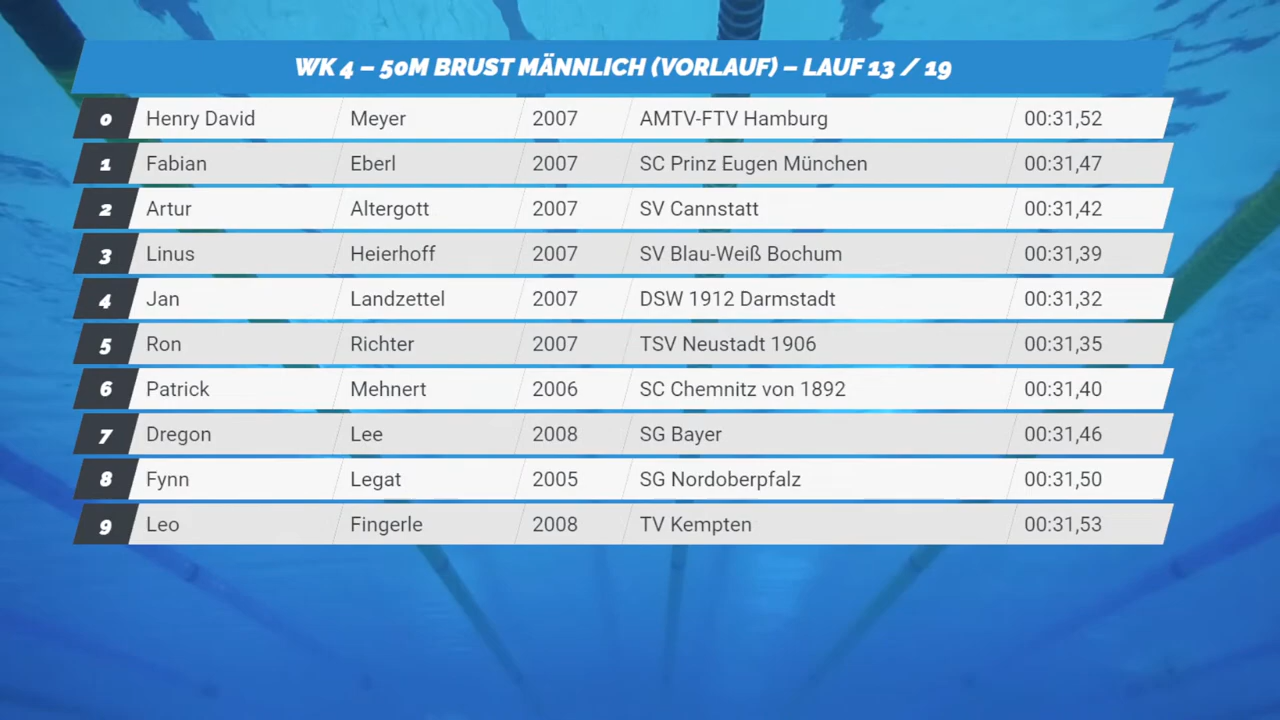 WK 4 – 50M BRUST MÄNNLICH (VORLAUF) – LAUF 13 / 19
0 Henry David Meyer 2007 AMTV-FTV Hamburg 00:31,52
1 Fabian Eberl 2007 SC Prinz Eugen München 00:31,47
2 Artur Altergott 2007 SV Cannstatt 00:31,42
3 Linus Heierhoff 2007 SV Blau-Weiß Bochum 00:31,39
4 Jan Landzettel 2007 DSW 1912 Darmstadt 00:31,32
5 Ron Richter 2007 TSV Neustadt 1906 00:31,35
6 Patrick Mehnert 2006 SC Chemnitz von 1892 00:31,40
7 Dregon Lee 2008 SG Bayer 00:31,46
8 Fynn Legat 2005 SG Nordoberpfalz 00:31,50
9 Leo Fingerle 2008 TV Kempten 00:31,53